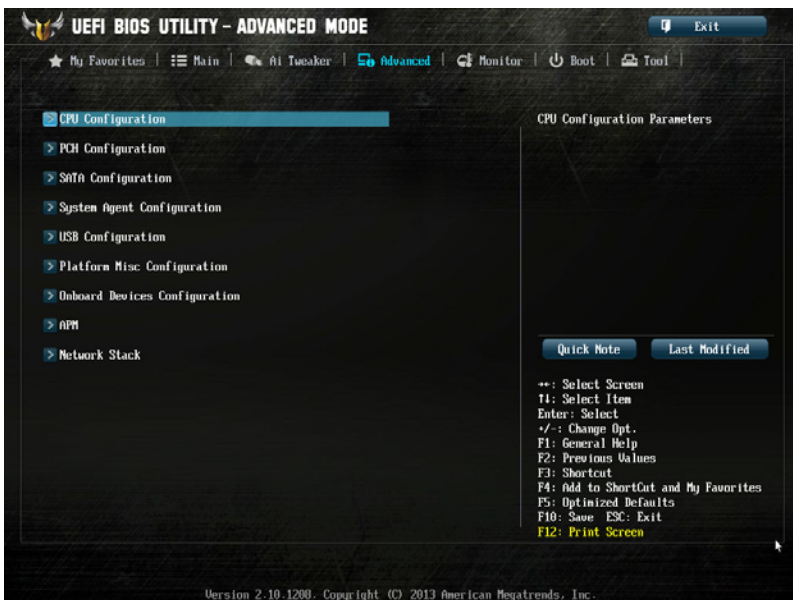 UEFI BIOS UTILITY – ADVANCED MODE
Exit
My Favorites | Main | Ai Tweaker | Advanced | Monitor | Boot | Tool |
CPU Configuration
PCH Configuration
SATA Configuration
System Agent Configuration
USB Configuration
Platform Misc Configuration
Onboard Devices Configuration
APM
Network Stack
CPU Configuration Parameters
Quick Note
Last Modified
→←: Select Screen
↑↓: Select Item
Enter: Select
+/-: Change Opt.
F1: General Help
F2: Previous Values
F3: Shortcut
F4: Add to ShortCut and My Favorites
F5: Optimized Defaults
F10: Save ESC: Exit
F12: Print Screen
Version 2.10.1208. Copyright (C) 2013 American Megatrends, Inc.